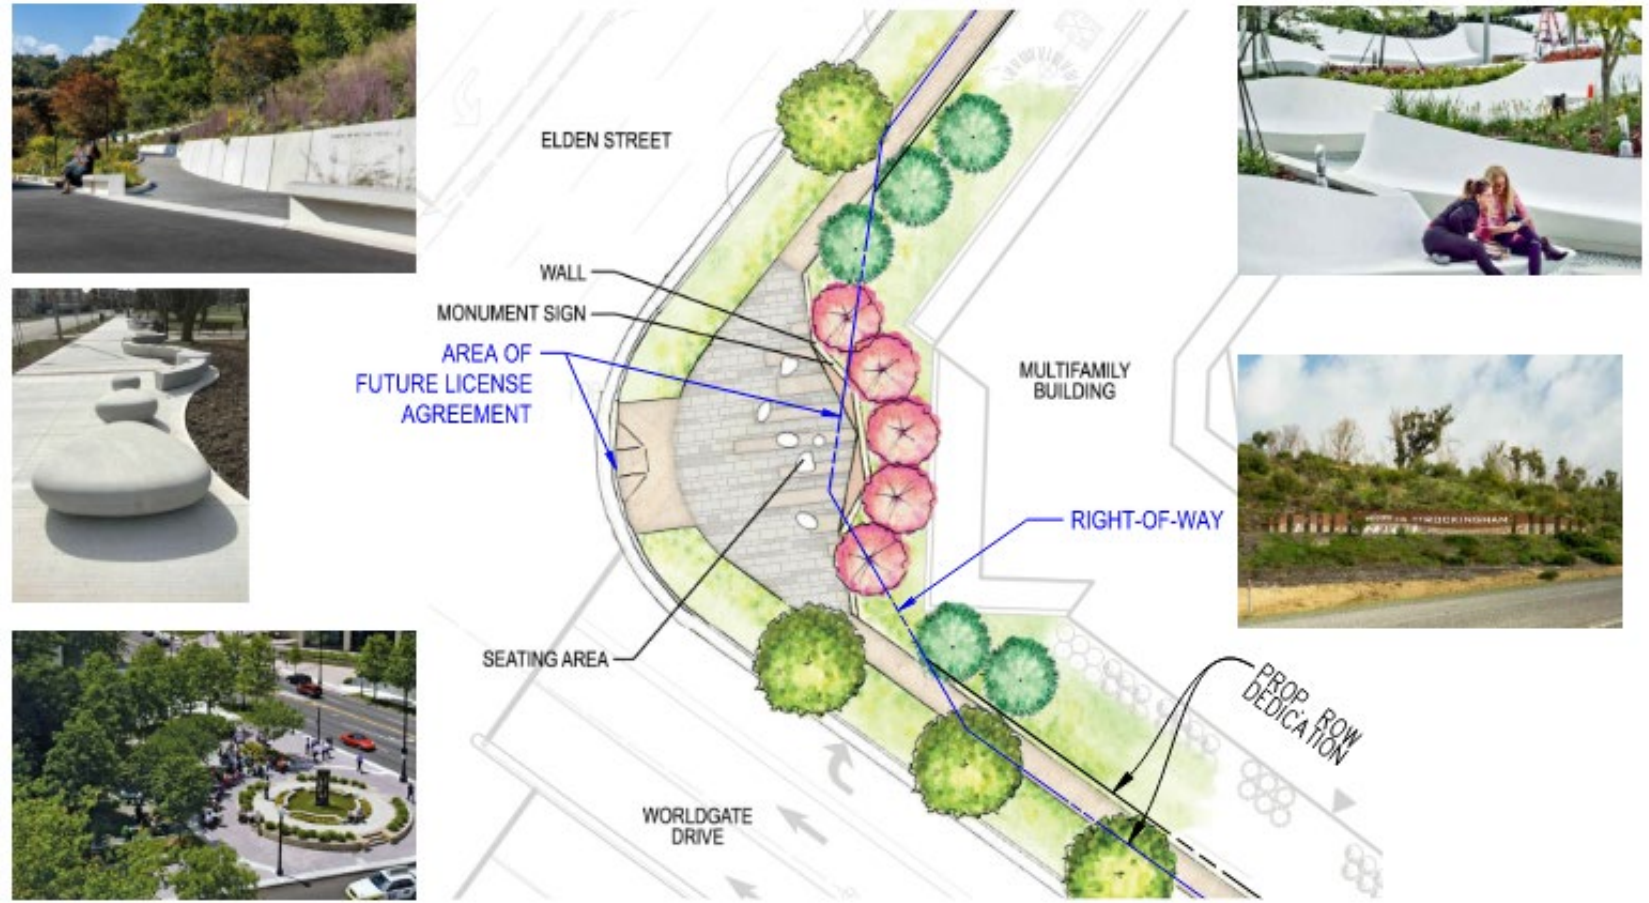 ELDEN STREET
WALL
MONUMENT SIGN
AREA OF
FUTURE LICENSE
AGREEMENT
MULTIFAMILY
BUILDING
RIGHT-OF-WAY
SEATING AREA
PROP. ROW
DEDICATION
WORLDGATE
DRIVE
ROCKINGHAM